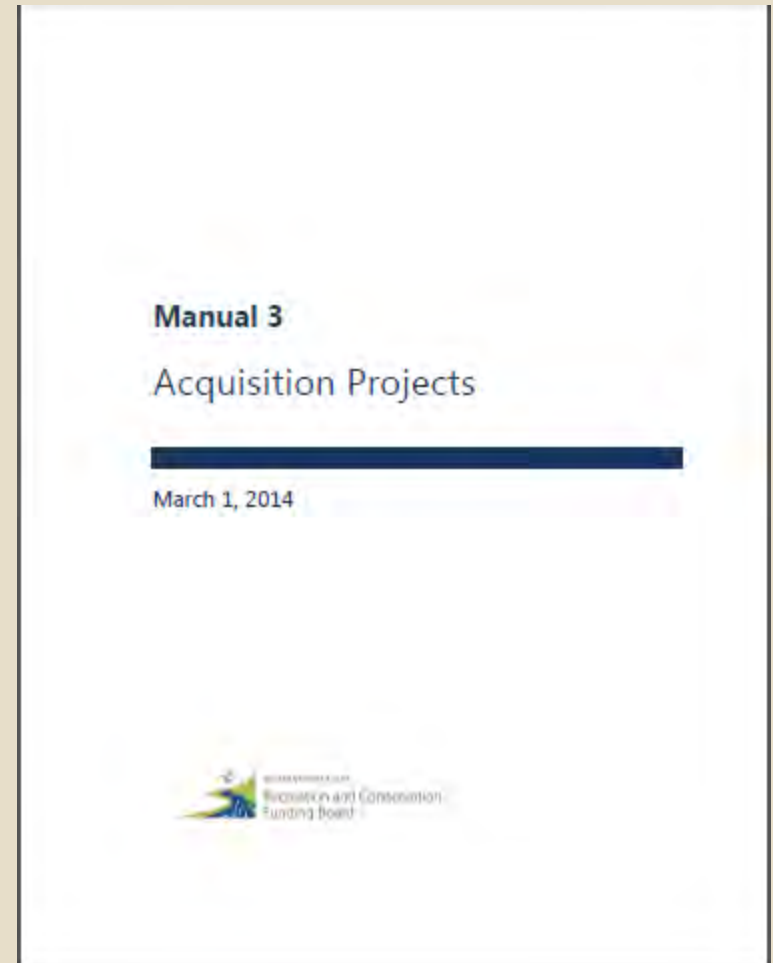 Manual 3
Acquisition Projects
March 1, 2014
Recreation and Conservation
Funding Board